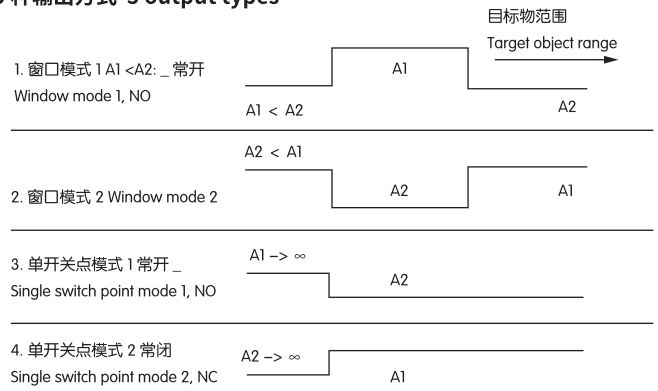 5 output types
目标物范围
Target object range
1. 窗口模式 1 A1 <A2: _ 常开
Window mode 1, NO
A1
A1 < A2
A2
A2 < A1
2. 窗口模式 2 Window mode 2
A2
A1
A1 –> ∞
3. 单开关点模式 1 常开 _
Single switch point mode 1, NO
A2
4. 单开关点模式 2 常闭
Single switch point mode 2, NC
A2 –> ∞
A1